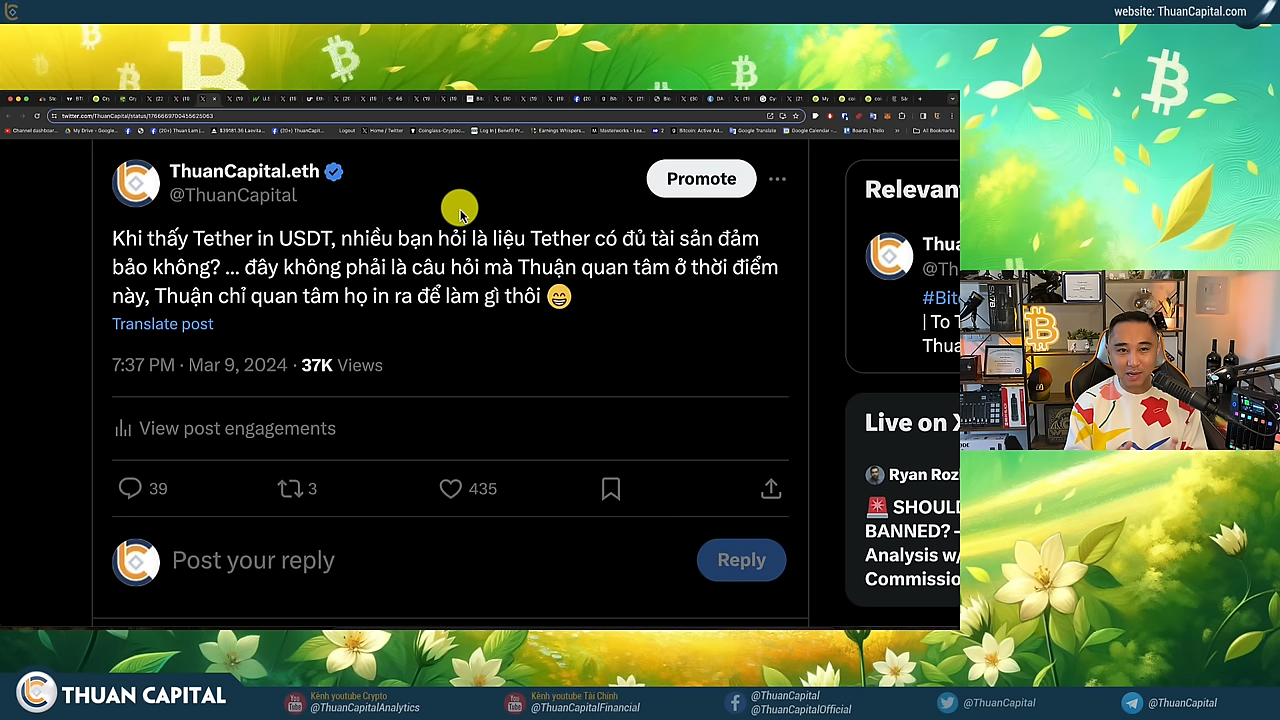 website: ThuanCapital.com
twitter.com/ThuanCapital/status/1766669700455625063
ThuanCapital.eth
@ThuanCapital
Promote
Khi thấy Tether in USDT, nhiều bạn hỏi là liệu Tether có đủ tài sản đảm
bảo không? ... đây không phải là câu hỏi mà Thuận quan tâm ở thời điểm
này, Thuận chỉ quan tâm họ in ra để làm gì thôi 😄
Translate post
7:37 PM · Mar 9, 2024 · 37K Views
View post engagements
39
3
435
Post your reply
Reply
Relevan
Thua
@Th
#Bit
| To T
Thua
Live on X
Ryan Roz
🚨 SHOULD
BANNED? -
Analysis w/
Commissio
THUAN CAPITAL
Kênh youtube Crypto
@ThuanCapitalAnalytics
Kênh youtube Tài Chính
@ThuanCapitalFinancial
@ThuanCapital
@ThuanCapitalOfficial
@ThuanCapital
@ThuanCapital